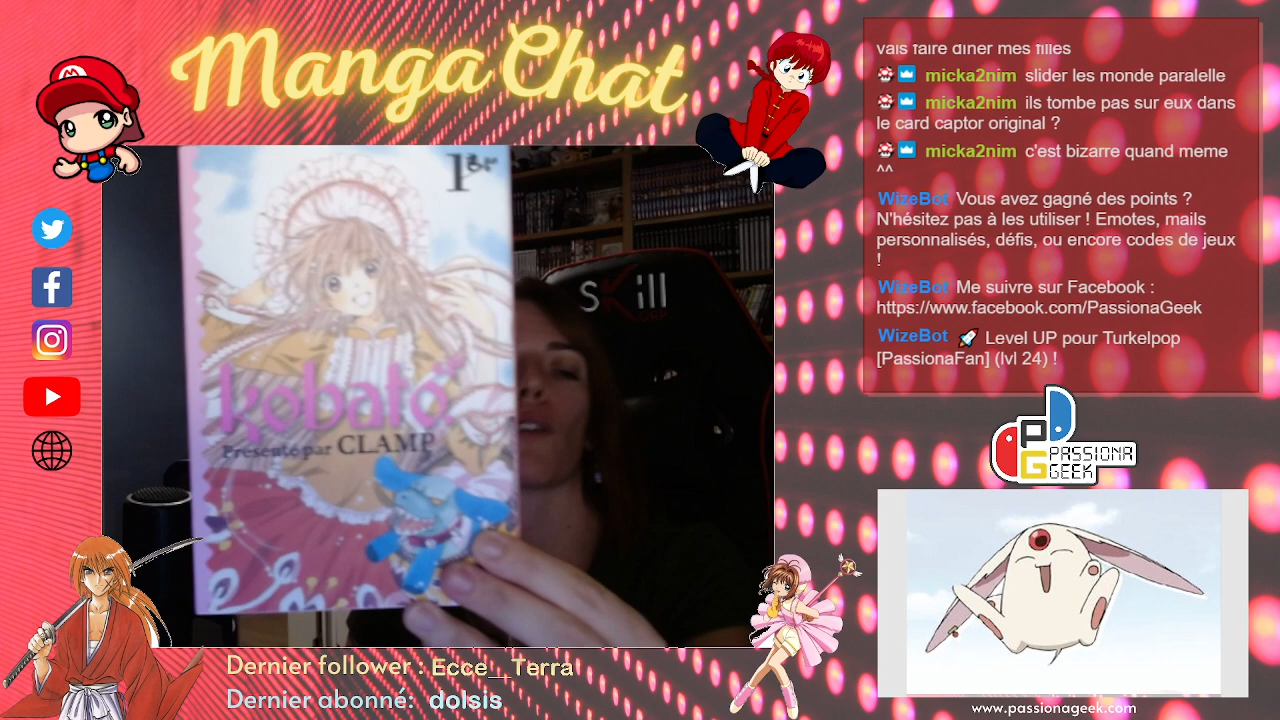 Manga Chat
vais faire diner mes filles
micka2nim slider les monde paralelle
micka2nim ils tombe pas sur eux dans
le card captor original ?
micka2nim c'est bizarre quand meme
^^
WizeBot Vous avez gagné des points ?
N'hésitez pas à les utiliser ! Emotes, mails
personnalisés, défis, ou encore codes de jeux
!
WizeBot Me suivre sur Facebook :
https://www.facebook.com/PassionaGeek
WizeBot 🚀 Level UP pour Turkelpop
[PassionaFan] (lvl 24) !
kobato
Présenté par CLAMP
sKill
PG PASSIONA
GEEK
Dernier follower : Ecce__Terra
Dernier abonné: dolsis
www.passionageek.com